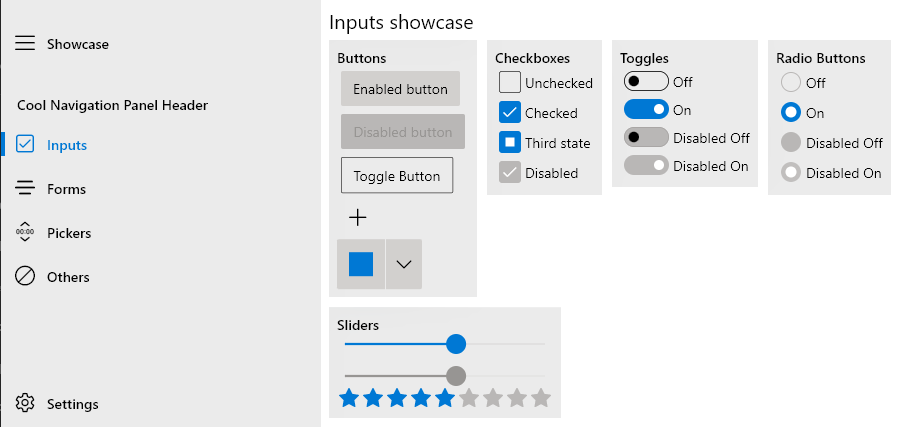 Showcase
Cool Navigation Panel Header
Inputs
Forms
00:00
Pickers
Others
Settings
Inputs showcase
Buttons
Enabled button
Disabled button
Toggle Button
Checkboxes
Unchecked
Checked
Third state
Disabled
Toggles
Off
On
Disabled Off
Disabled On
Radio Buttons
Off
On
Disabled Off
Disabled On
Sliders